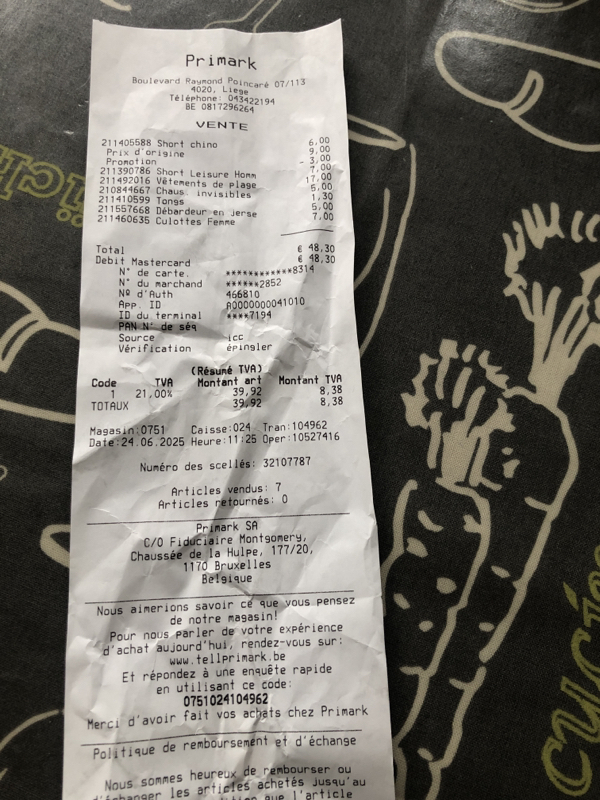 Primark
Boulevard Raymond Poincaré 07/113
4020, Liege
Téléphone: 043422194
BE 0817296264
VENTE
211405588 Short chino 6,00
Prix d'origine 9,00
Promotion - 3,00
211390786 Short Leisure Homm 7,00
211492016 Vêtements de plage 17,00
210844667 Chaus. invisibles 5,00
211410599 Tongs 1,30
211557668 Débardeur en Jerse 5,00
211460635 Culottes Femme 7,00
Total € 48,30
Debit Mastercard € 48,30
N° de carte. ************8314
N° du marchand ******2852
Nº d'Auth 466810
App. ID A0000000041010
ID du terminal ****7194
PAN N° de séq
Source icc
Vérification épingler
(Résumé TVA)
Code TVA Montant art Montant TVA
1 21,00% 39,92 8,38
TOTAUX 39,92 8,38
Magasin:0751 Caisse:024 Tran:104962
Date:24.06.2025 Heure:11:25 Oper:10527416
Numéro des scellés: 32107787
Articles vendus: 7
Articles retournés: 0
Primark SA
C/O Fiduciaire Montgomery,
Chaussée de la Hulpe, 177/20,
1170 Bruxelles
Belgique
Nous aimerions savoir ce que vous pensez
de notre magasin!
Pour nous parler de votre expérience
d'achat aujourd'hui, rendez-vous sur:
www.tellprimark.be
Et répondez à une enquête rapide
en utilisant ce code:
0751024104962
Merci d'avoir fait vos achats chez Primark
Politique de remboursement et d'échange
Nous sommes heureux de rembourser ou
d'échanger les articles achetés jusqu'au
que l'article